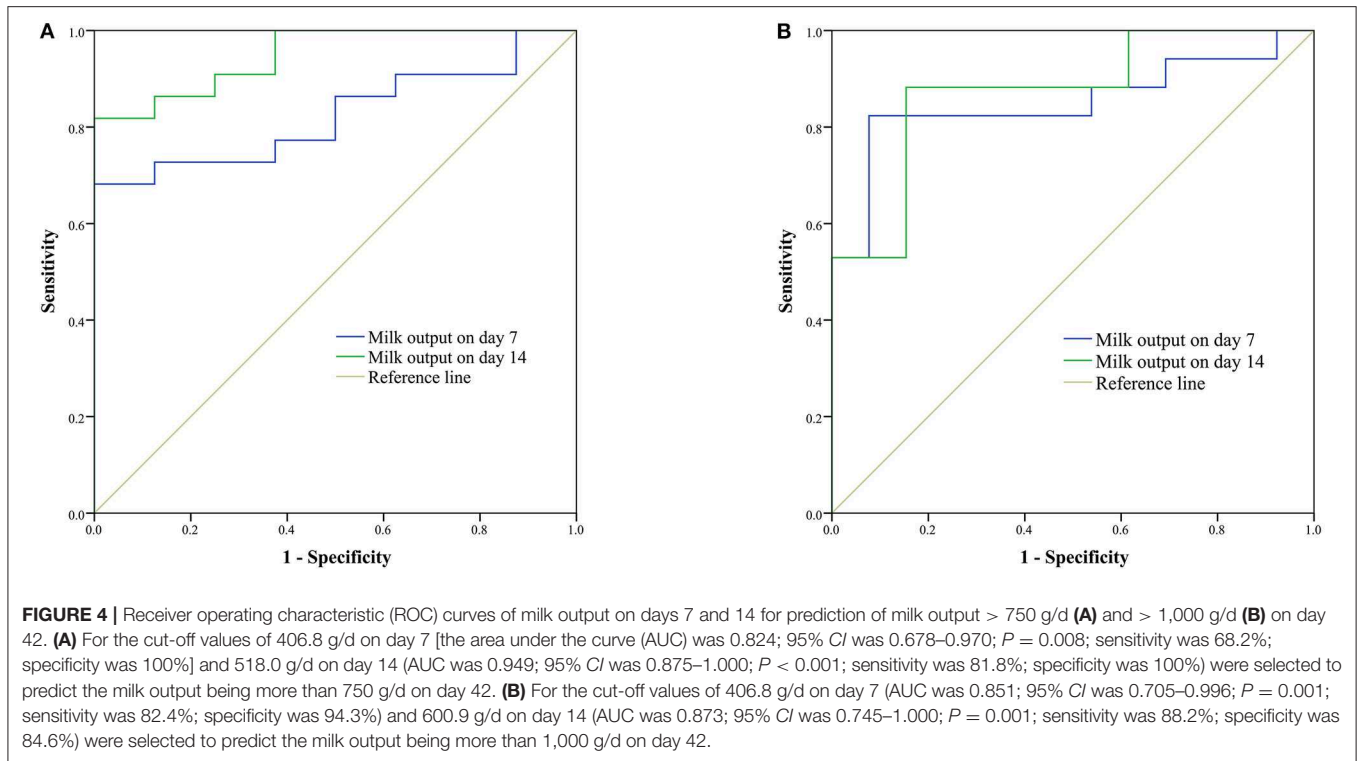 A
1.0
0.8
0.6
0.4
0.2
0.0
Sensitivity
0.0
0.2
0.4
0.6
0.8
1.0
1 - Specificity
Milk output on day 7
Milk output on day 14
Reference line
B
1.0
0.8
0.6
0.4
0.2
0.0
Sensitivity
0.0
0.2
0.4
0.6
0.8
1.0
1 - Specificity
Milk output on day 7
Milk output on day 14
Reference line
FIGURE 4 | Receiver operating characteristic (ROC) curves of milk output on days 7 and 14 for prediction of milk output > 750 g/d (A) and > 1,000 g/d (B) on day
42. (A) For the cut-off values of 406.8 g/d on day 7 [the area under the curve (AUC) was 0.824; 95% CI was 0.678–0.970; P = 0.008; sensitivity was 68.2%;
specificity was 100%] and 518.0 g/d on day 14 (AUC was 0.949; 95% CI was 0.875–1.000; P < 0.001; sensitivity was 81.8%; specificity was 100%) were selected to
predict the milk output being more than 750 g/d on day 42. (B) For the cut-off values of 406.8 g/d on day 7 (AUC was 0.851; 95% CI was 0.705–0.996; P = 0.001;
sensitivity was 82.4%; specificity was 94.3%) and 600.9 g/d on day 14 (AUC was 0.873; 95% CI was 0.745–1.000; P = 0.001; sensitivity was 88.2%; specificity was
84.6%) were selected to predict the milk output being more than 1,000 g/d on day 42.